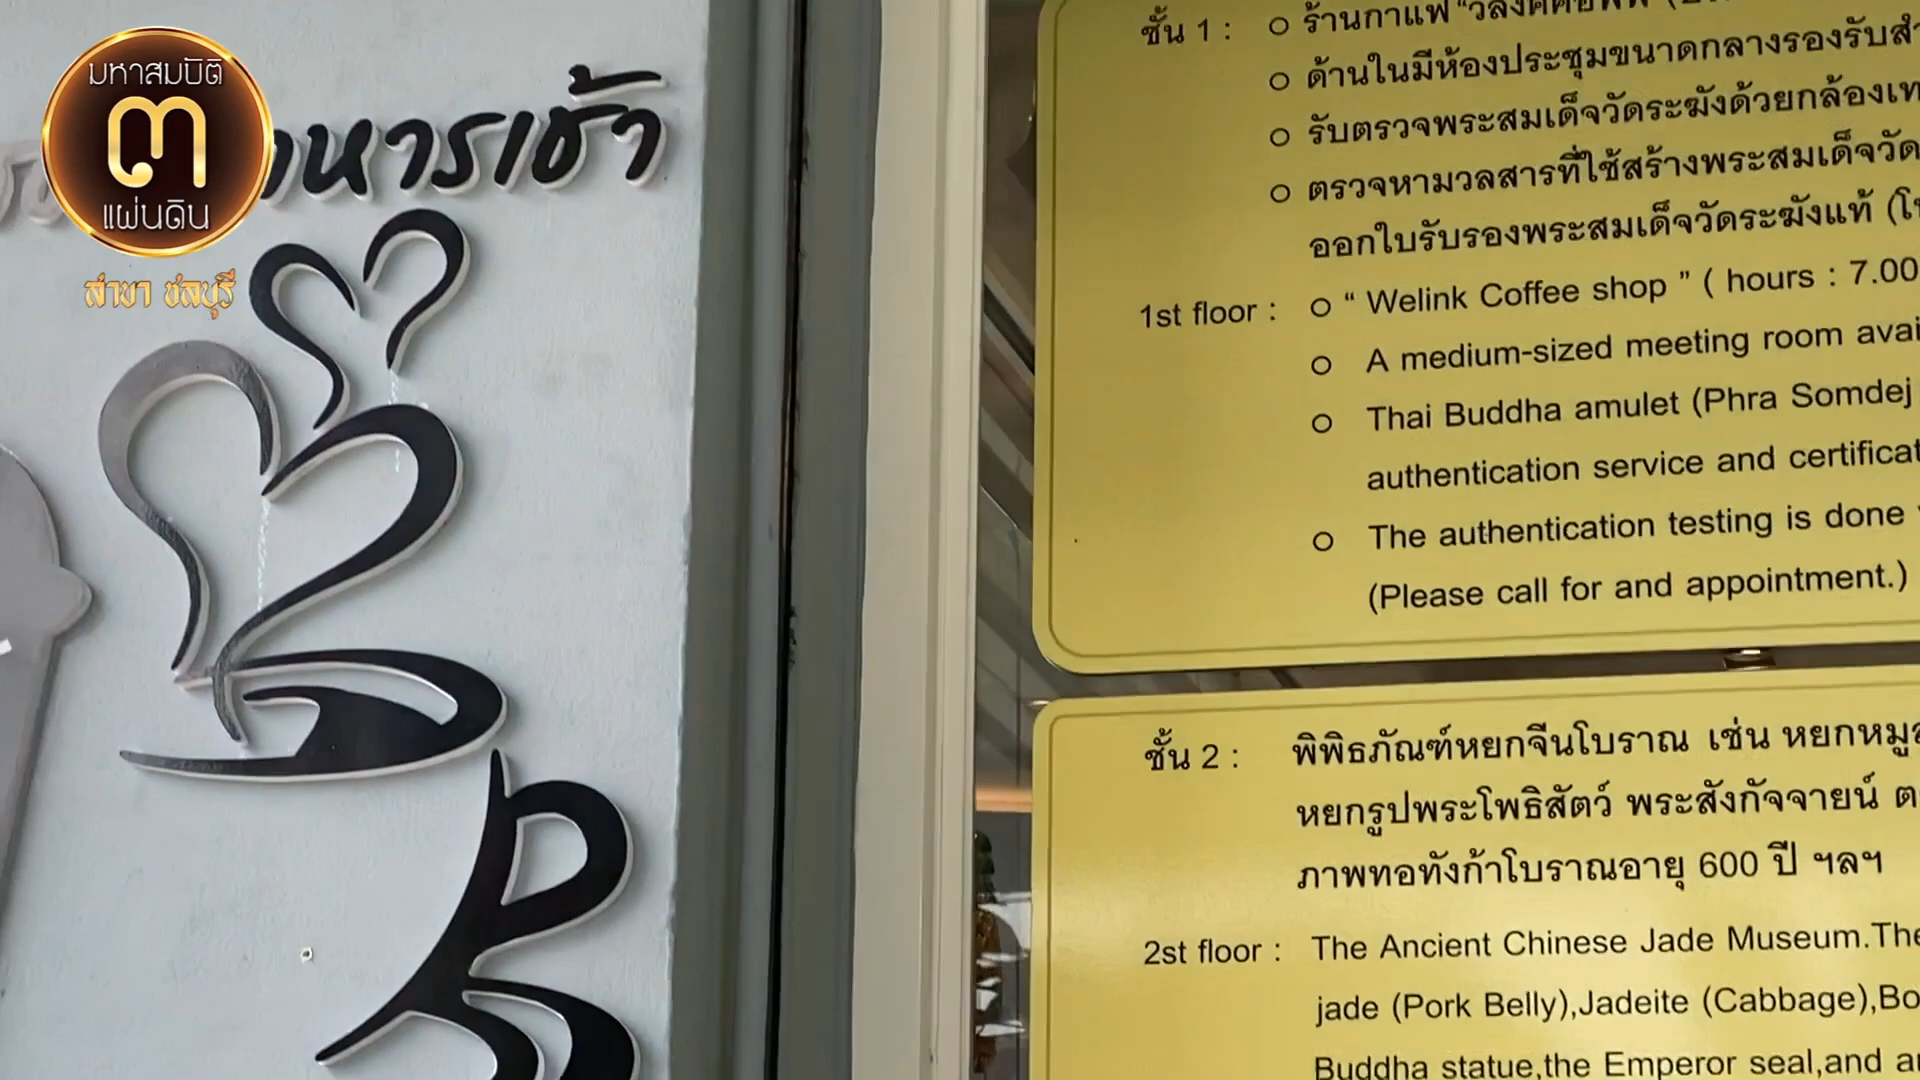 มหาสมบัติ
๓
แผ่นดิน
สาขา ชลบุรี
อาหารเช้า
ชั้น 1 : ร้านกาแฟ
ด้านในมีห้องประชุมขนาดกลางรองรับ
รับตรวจพระสมเด็จวัดระฆังด้วยกล้อง
ตรวจหามวลสารที่ใช้สร้างพระสมเด็จวัด
ออกใบรับรองพระสมเด็จวัดระฆังแท้
1st floor : “ Welink Coffee shop ” ( hours : 7.00
A medium-sized meeting room
Thai Buddha amulet (Phra Somdej
authentication service and
The authentication testing is done
(Please call for and appointment.)
ชั้น 2 : พิพิธภัณฑ์หยกจีนโบราณ เช่น
หยกรูปพระโพธิสัตว์ พระสังกัจจายน์
ภาพทอทังก้าโบราณอายุ 600 ปี ฯลฯ
2st floor : The Ancient Chinese Jade Museum.The
jade (Pork Belly),Jadeite (Cabbage),
Buddha statue,the Emperor seal,and